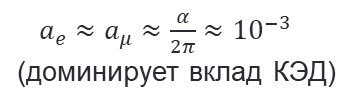 𝑎ₑ ≈ 𝑎_μ ≈ α/2π ≈ 10⁻³
(доминирует вклад КЭД)